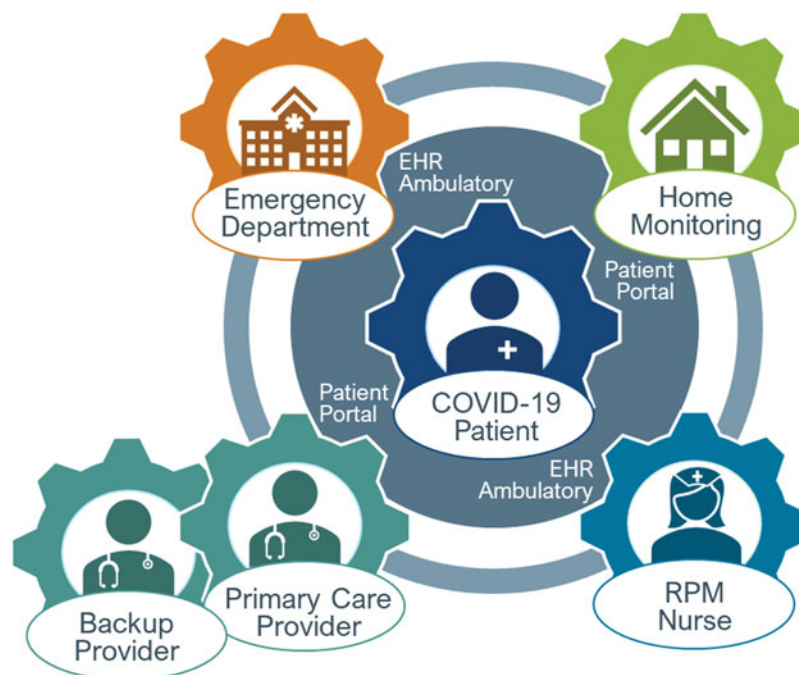 EHR
Ambulatory
Emergency
Department
Home
Monitoring
Patient
Portal
COVID-19
Patient
Patient
Portal
EHR
Ambulatory
Backup
Provider
Primary Care
Provider
RPM
Nurse